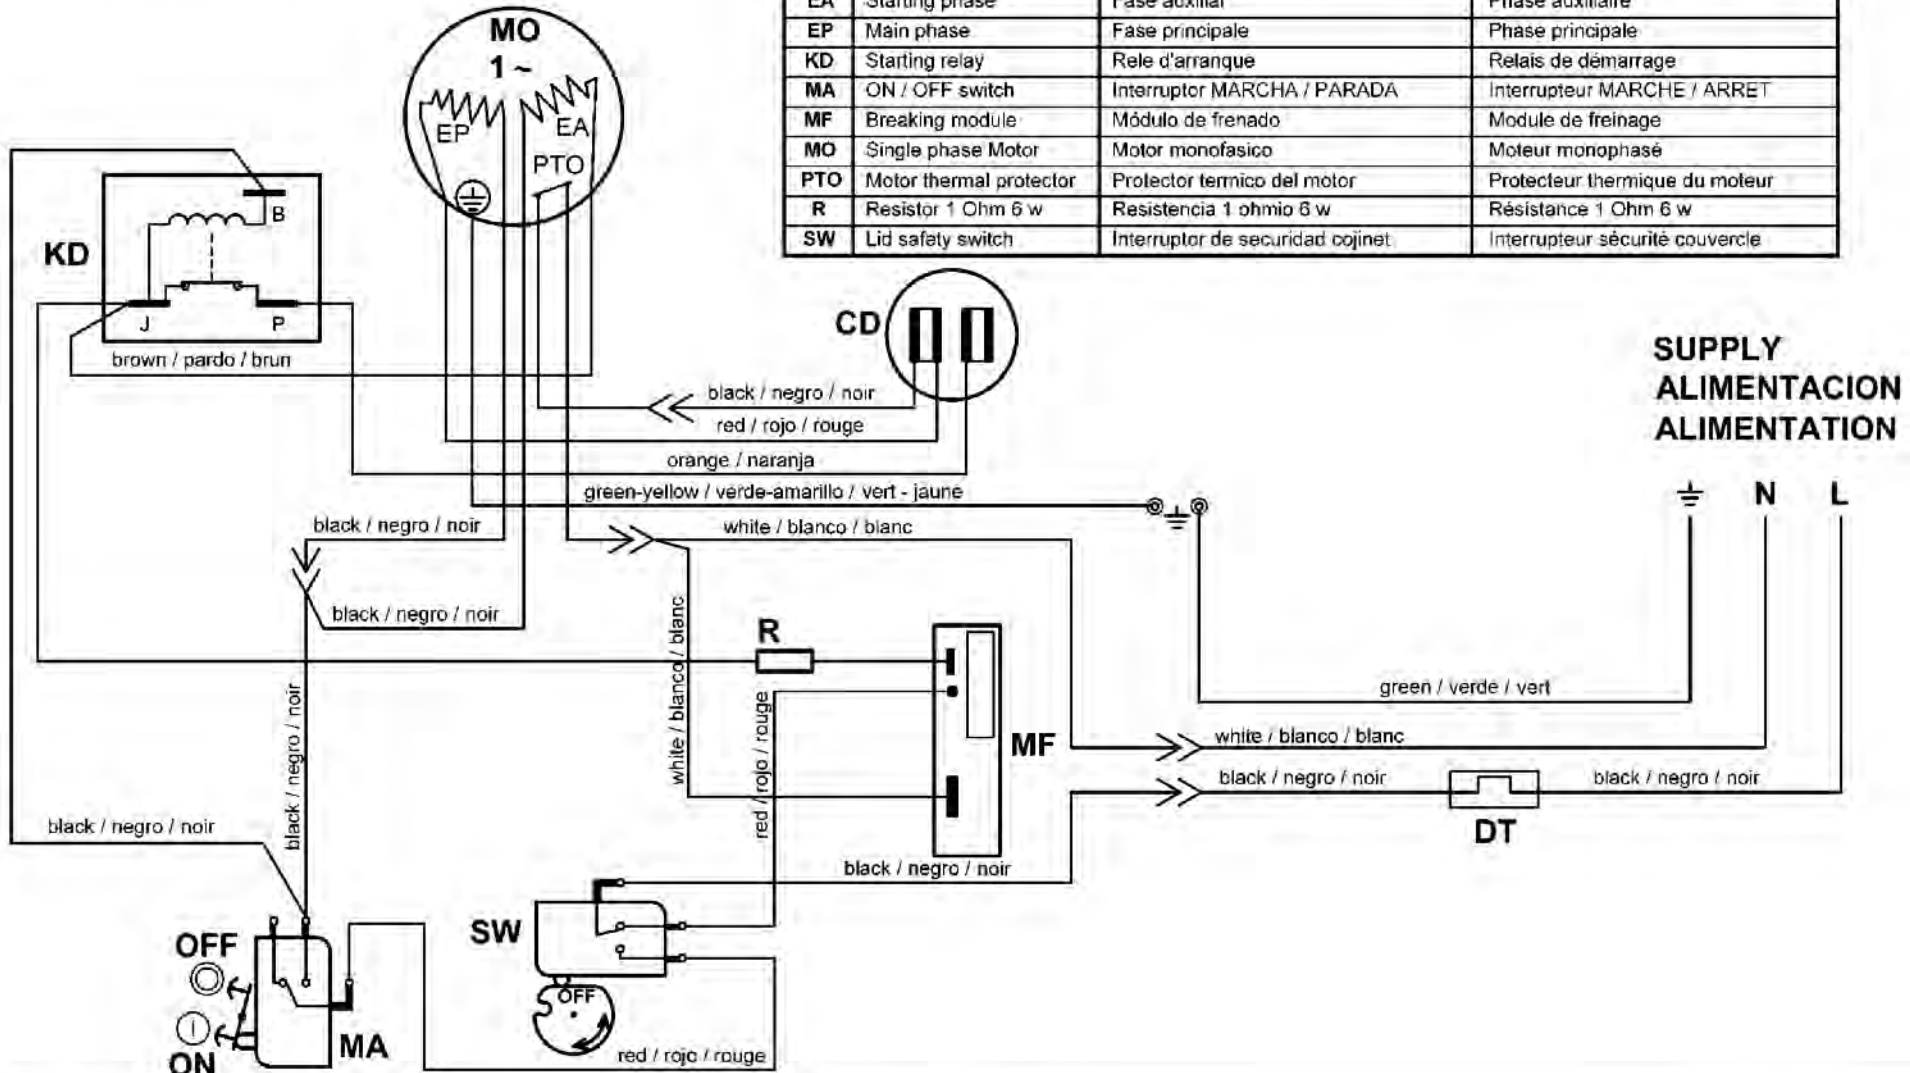 MO
1 ~
EP
EA
PTO
EA Starting phase Fase auxiliar Phase auxiliaire
EP Main phase Fase principale Phase principale
KD Starting relay Rele d'arranque Relais de démarrage
MA ON / OFF switch Interruptor MARCHA / PARADA Interrupteur MARCHE / ARRET
MF Breaking module Módulo de frenado Module de freinage
MO Single phase Motor Motor monofasico Moteur monophasé
PTO Motor thermal protector Protector termico del motor Protecteur thermique du moteur
R Resistor 1 Ohm 6 w Resistencia 1 ohmio 6 w Résistance 1 Ohm 6 w
SW Lid safety switch Interruptor de securidad cojinet Interrupteur sécurité couvercle
KD
B
J
P
brown / pardo / brun
CD
black / negro / noir
red / rojo / rouge
orange / naranja
green-yellow / verde-amarillo / vert - jaune
SUPPLY
ALIMENTACION
ALIMENTATION
N
L
black / negro / noir
white / blanco / blanc
black / negro / noir
white / blanco / blanc
R
red / rojo / rouge
MF
green / verde / vert
white / blanco / blanc
black / negro / noir
black / negro / noir
DT
black / negro / noir
black / negro / noir
black / negro / noir
SW
OFF
OFF
ON
MA
red / rojo / rouge